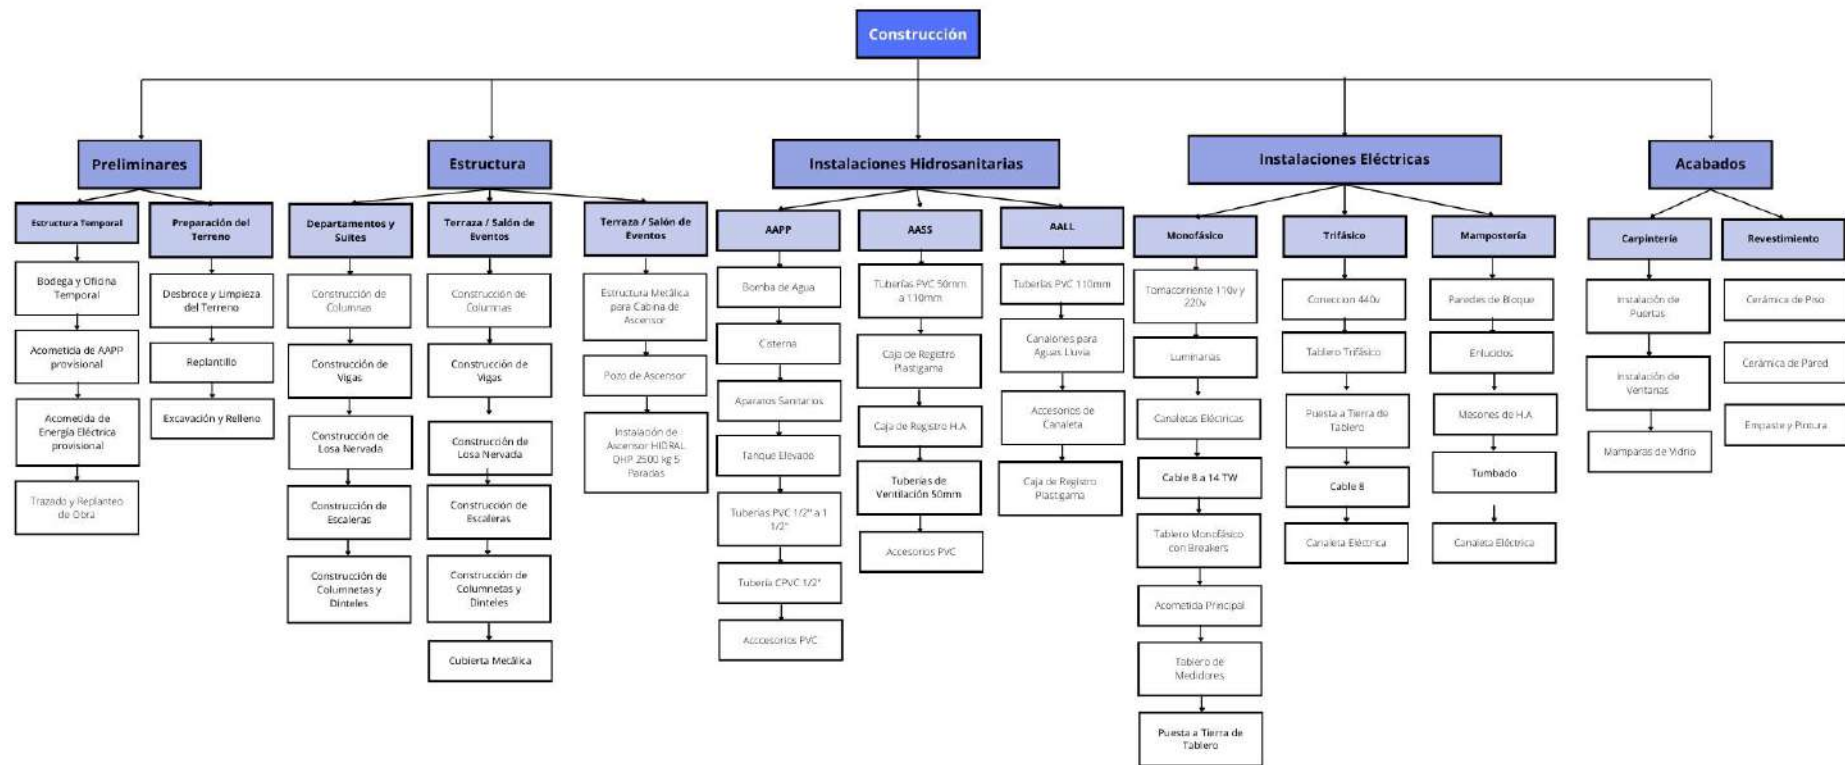 Construcción
Preliminares
Estructura
Instalaciones Hidrosanitarias
Instalaciones Eléctricas
Acabados
Estructura Temporal
Bodega y Oficina
Temporal
Acometida de AAPP
provisional
Acometida de
Energía Eléctrica
provisional
Trazado y Replanteo
de Obra
Preparación del
Terreno
Desbroce y Limpieza
del Terreno
Replantillo
Excavación y Relleno
Departamentos y
Suites
Construcción de
Columnas
Construcción de
Vigas
Construcción de
Losa Nervada
Construcción de
Escaleras
Construcción de
Columnetas y
Dinteles
Terraza / Salón de
Eventos
Construcción de
Columnas
Construcción de
Vigas
Construcción de
Losa Nervada
Construcción de
Escaleras
Construcción de
Columnetas y
Dinteles
Cubierta Metálica
Terraza / Salón de
Eventos
Estructura Metálica
para Cabina de
Ascensor
Pozo de Ascensor
Instalación de
Ascensor HIDRAL
QHP 2500 kg 5
Paradas
AAPP
Bomba de Agua
Cisterna
Aparatos Sanitarios
Tanque Elevado
Tuberías PVC 1/2" a 1
1/2"
Tubería CPVC 1/2"
Acccesorios PVC
AASS
Tuberías PVC 50mm
a 110mm
Caja de Registro
Plastigama
Caja de Registro H.A
Tuberías de
Ventilación 50mm
Accesorios PVC
AALL
Tuberías PVC 110mm
Canalones para
Aguas Lluvia
Accesorios de
Canaleta
Caja de Registro
Plastigama
Monofásico
Tomacorriente 110v y
220v
Luminarias
Canaletas Eléctricas
Cable 8 a 14 TW
Tablero Monofásico
con Breakers
Acometida Principal
Tablero de
Medidores
Puesta a Tierra de
Tablero
Trifásico
Coneccion 440v
Tablero Trifásico
Puesta a Tierra de
Tablero
Cable 8
Canaleta Eléctrica
Mampostería
Paredes de Bloque
Enlucidos
Mesones de H.A
Tumbado
Canaleta Eléctrica
Carpintería
Instalación de
Puertas
Instalación de
Ventanas
Mamparas de Vidrio
Revestimiento
Cerámica de Piso
Cerámica de Pared
Empaste y Pintura